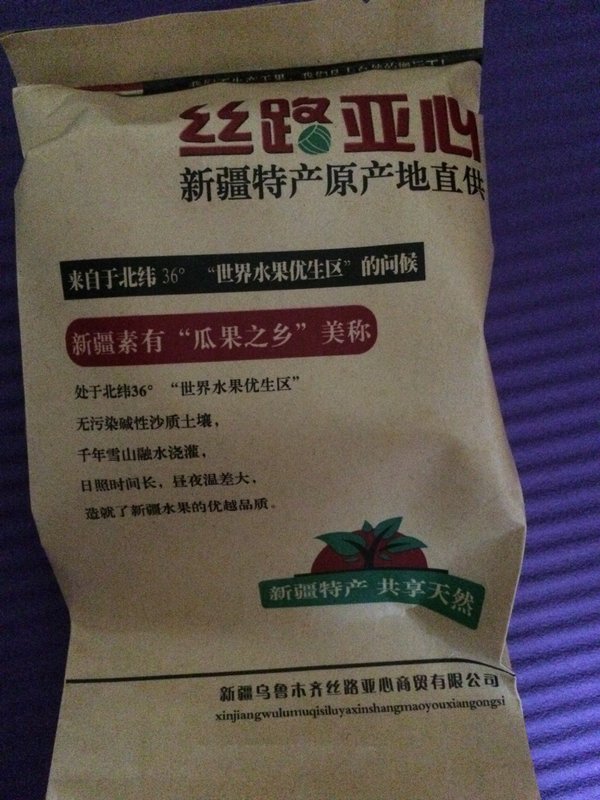 丝路亚心
新疆特产原产地直供
来自于北纬 36° “世界水果优生区” 的问候
新疆素有“瓜果之乡”美称
处于北纬36° “世界水果优生区”
无污染碱性沙质土壤，
千年雪山融水浇灌，
日照时间长，昼夜温差大，
造就了新疆水果的优越品质。
新疆特产 共享天然
新疆乌鲁木齐丝路亚心商贸有限公司
xinjiangwulumuqisiluyaxinshangmaoyouxiangongsi